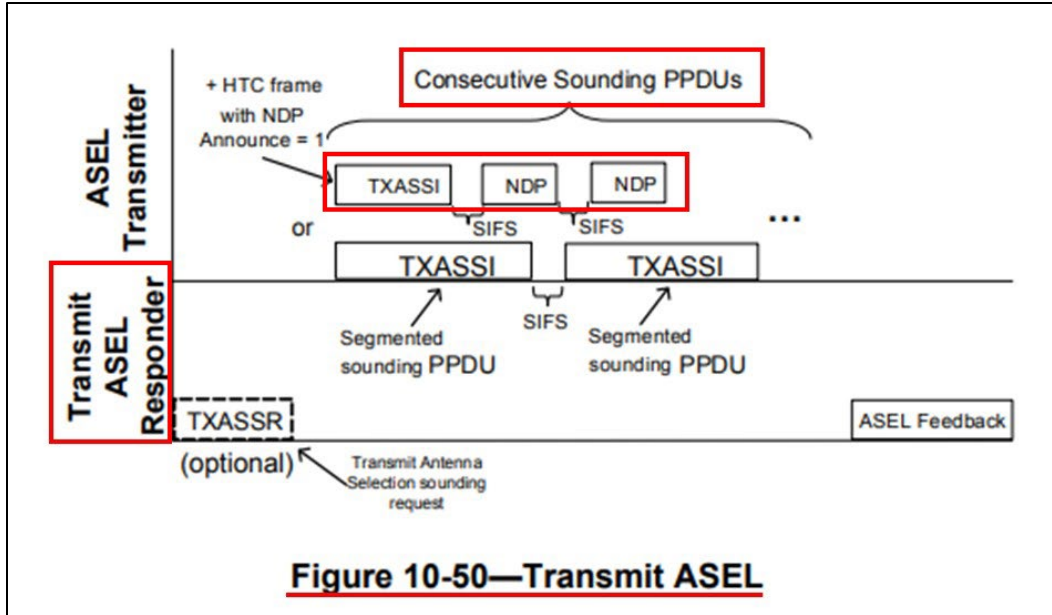 Consecutive Sounding PPDUs
+ HTC frame
with NDP
Announce = 1
ASEL
Transmitter
TXASSI
NDP
NDP
SIFS
SIFS
...
or
TXASSI
TXASSI
SIFS
Segmented
sounding PPDU
Segmented
sounding PPDU
Transmit
ASEL
Responder
TXASSR
(optional)
Transmit Antenna
Selection sounding
request
ASEL Feedback
Figure 10-50—Transmit ASEL